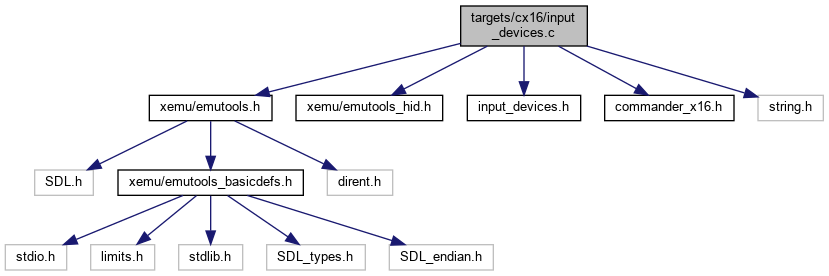 targets/cx16/input
_devices.c
xemu/emutools.h
xemu/emutools_hid.h
input_devices.h
commander_x16.h
string.h
SDL.h
xemu/emutools_basicdefs.h
dirent.h
stdio.h
limits.h
stdlib.h
SDL_types.h
SDL_endian.h